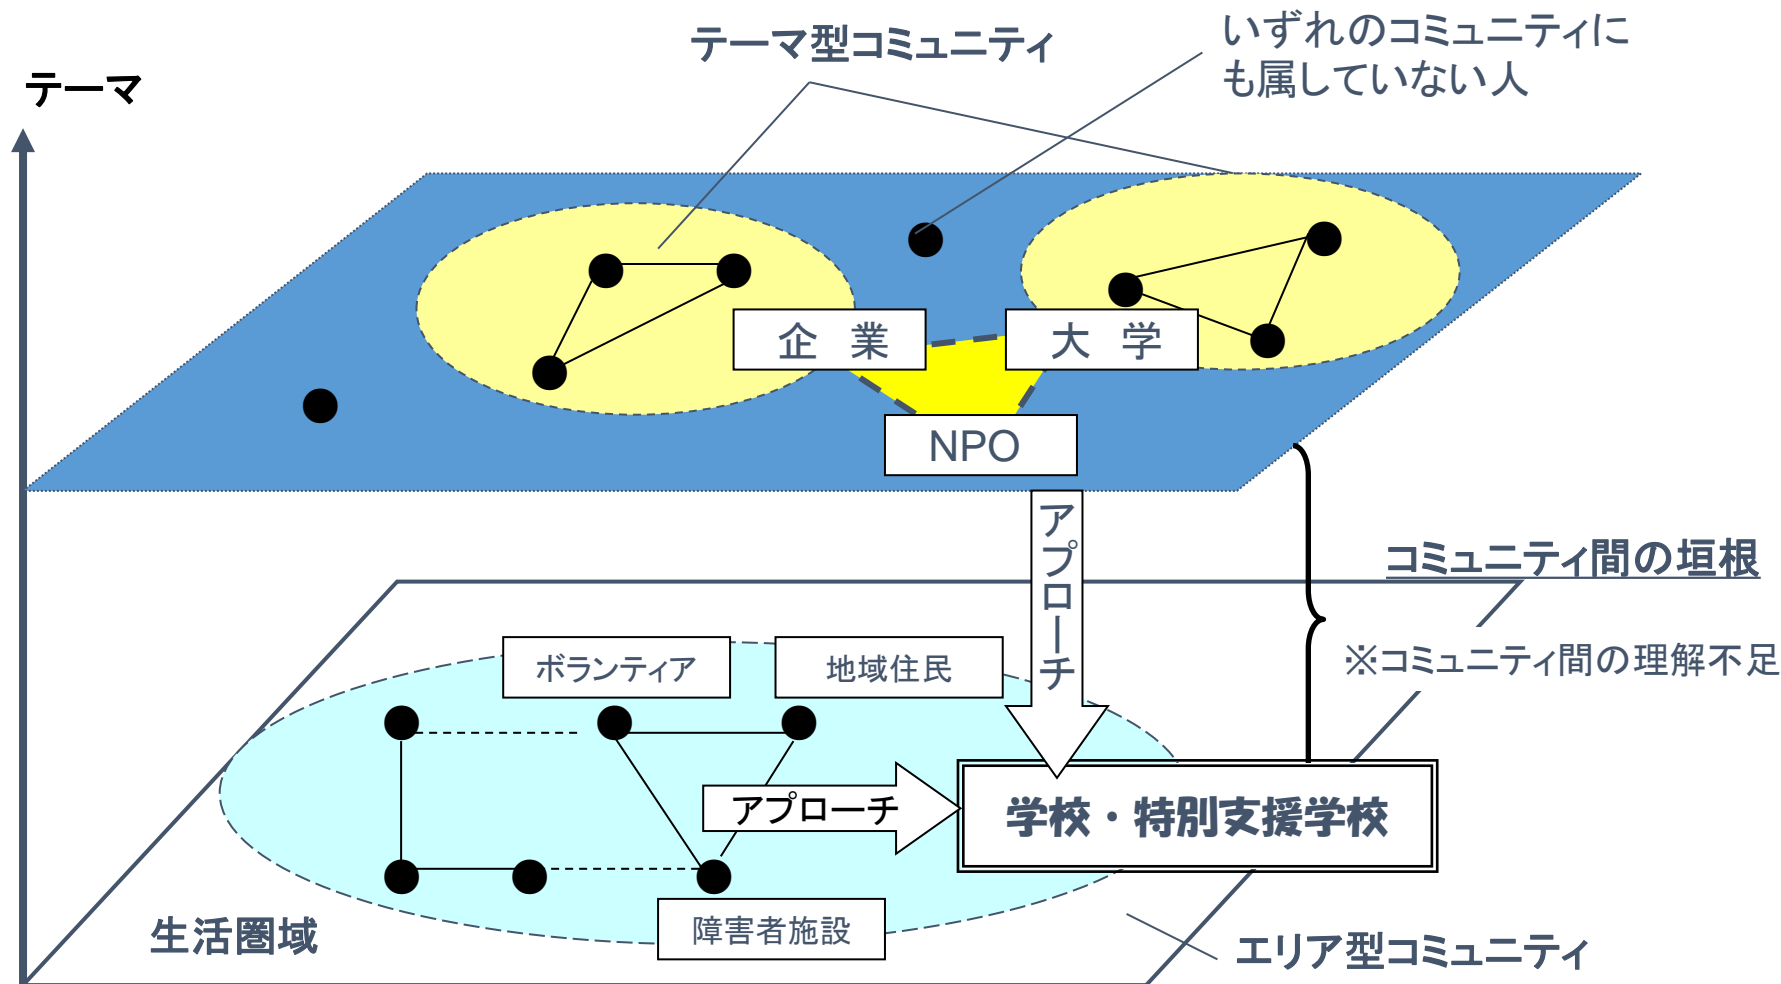 テーマ型コミュニティ
いずれのコミュニティに
も属していない人
テーマ
企　業
大　学
NPO
アプローチ
コミュニティ間の垣根
※コミュニティ間の理解不足
ボランティア
地域住民
アプローチ
学校・特別支援学校
障害者施設
生活圏域
エリア型コミュニティ